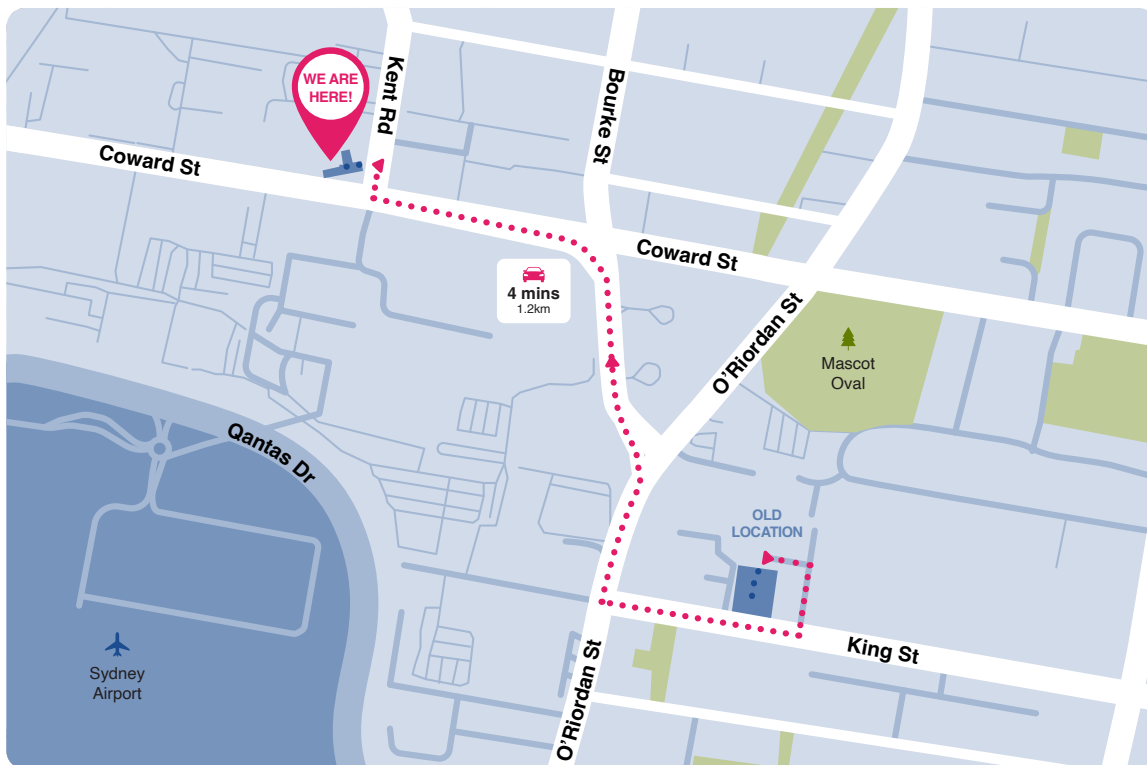 WE ARE
HERE!
Kent Rd
Bourke St
Coward St
Coward St
4 mins
1.2km
O'Riordan St
Mascot
Oval
Qantas Dr
OLD
LOCATION
King St
Sydney
Airport
O'Riordan St